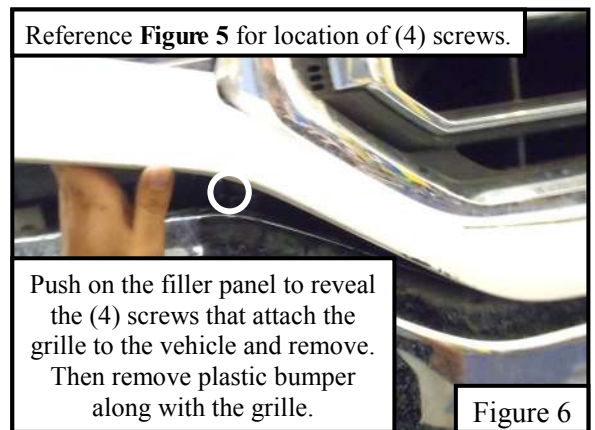 Reference Figure 5 for location of (4) screws.
Push on the filler panel to reveal
the (4) screws that attach the
grille to the vehicle and remove.
Then remove plastic bumper
along with the grille.
Figure 6